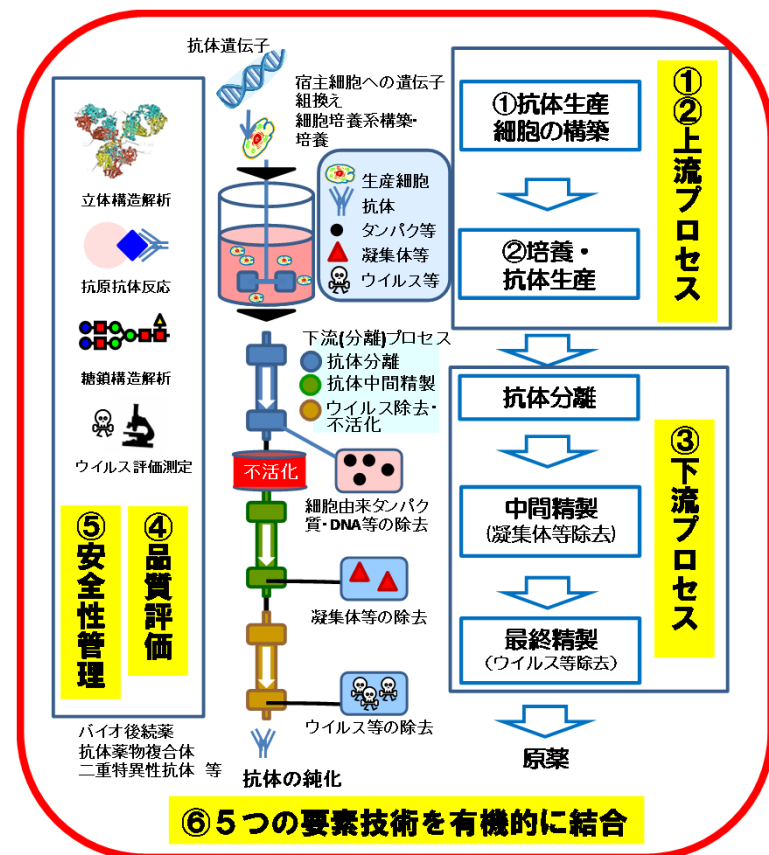 抗体遺伝子
宿主細胞への遺伝子
組換え
細胞培養系構築・
培養
生産細胞
抗体
タンパク等
凝集体等
ウイルス等
下流(分離)プロセス
抗体分離
抗体中間精製
ウイルス除去・
不活化
不活化
細胞由来タンパク
質・DNA等の除去
凝集体等の除去
ウイルス等の除去
抗体の純化
立体構造解析
抗原抗体反応
糖鎖構造解析
ウイルス評価測定
④品質評価
⑤安全性管理
バイオ後続薬
抗体薬物複合体
二重特異性抗体 等
①抗体生産
細胞の構築
②培養・
抗体生産
①②上流プロセス
抗体分離
中間精製
(凝集体等除去)
最終精製
(ウイルス等除去)
③下流プロセス
原薬
⑥5つの要素技術を有機的に結合